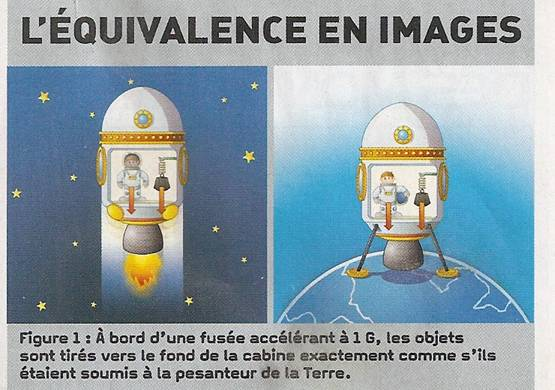 L'ÉQUIVALENCE EN IMAGES
Figure 1 : À bord d'une fusée accélérant à 1 G, les objets
sont tirés vers le fond de la cabine exactement comme s'ils
étaient soumis à la pesanteur de la Terre.